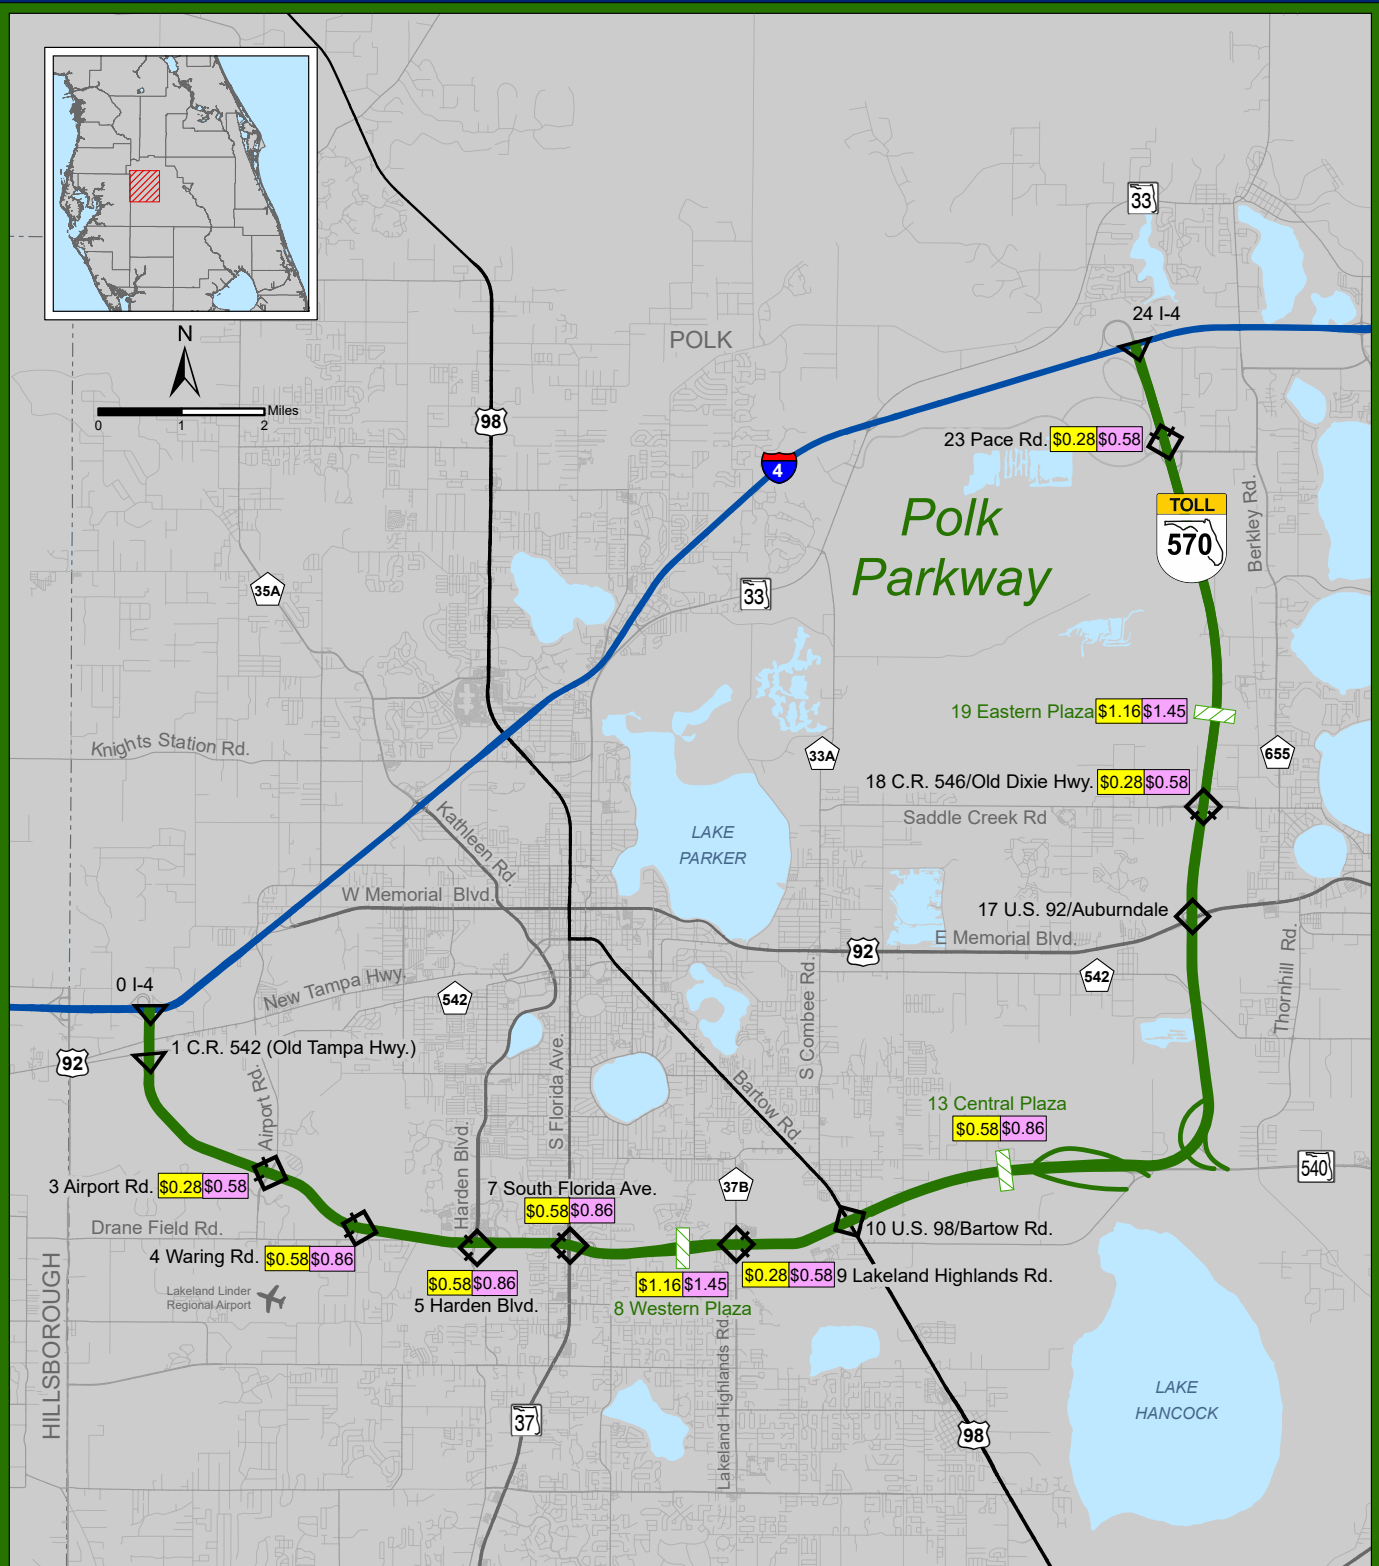 33
24 I-4
N
POLK
Miles
0 1 2
98
23 Pace Rd. $0.28 $0.58
4
Polk
Parkway
TOLL
570
Berkley Rd.
35A
33
19 Eastern Plaza $1.16 $1.45
Knights Station Rd.
33A
655
18 C.R. 546/Old Dixie Hwy. $0.28 $0.58
Saddle Creek Rd
Kathleen Rd.
LAKE
PARKER
W Memorial Blvd.
17 U.S. 92/Auburndale
E Memorial Blvd.
92
542
Thornhill Rd.
0 I-4
New Tampa Hwy.
542
S Combee Rd.
1 C.R. 542 (Old Tampa Hwy.)
92
Airport Rd.
S Florida Ave.
Bartow Rd.
13 Central Plaza
$0.58 $0.86
Harden Blvd.
540
3 Airport Rd. $0.28 $0.58
7 South Florida Ave.
$0.58 $0.86
37B
Drane Field Rd.
10 U.S. 98/Bartow Rd.
4 Waring Rd. $0.58 $0.86
$0.58 $0.86
5 Harden Blvd.
$1.16 $1.45
8 Western Plaza
$0.28 $0.58 9 Lakeland Highlands Rd.
Lakeland Linder
Regional Airport
HILLSBOROUGH
Lakeland Highlands Rd.
LAKE
HANCOCK
37
98